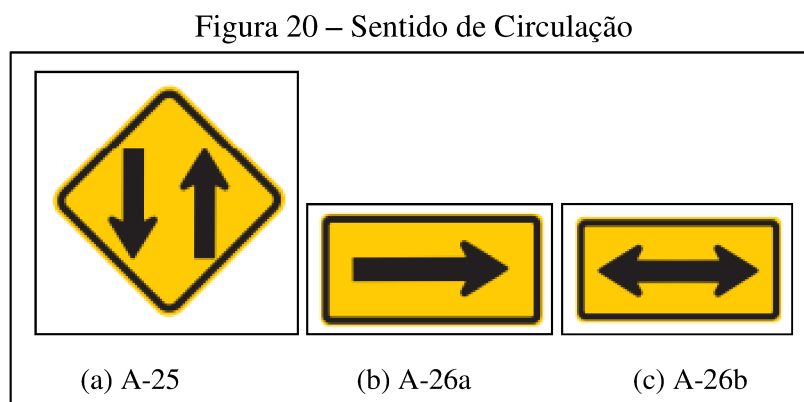 Figura 20 – Sentido de Circulação
(a) A-25 (b) A-26a (c) A-26b